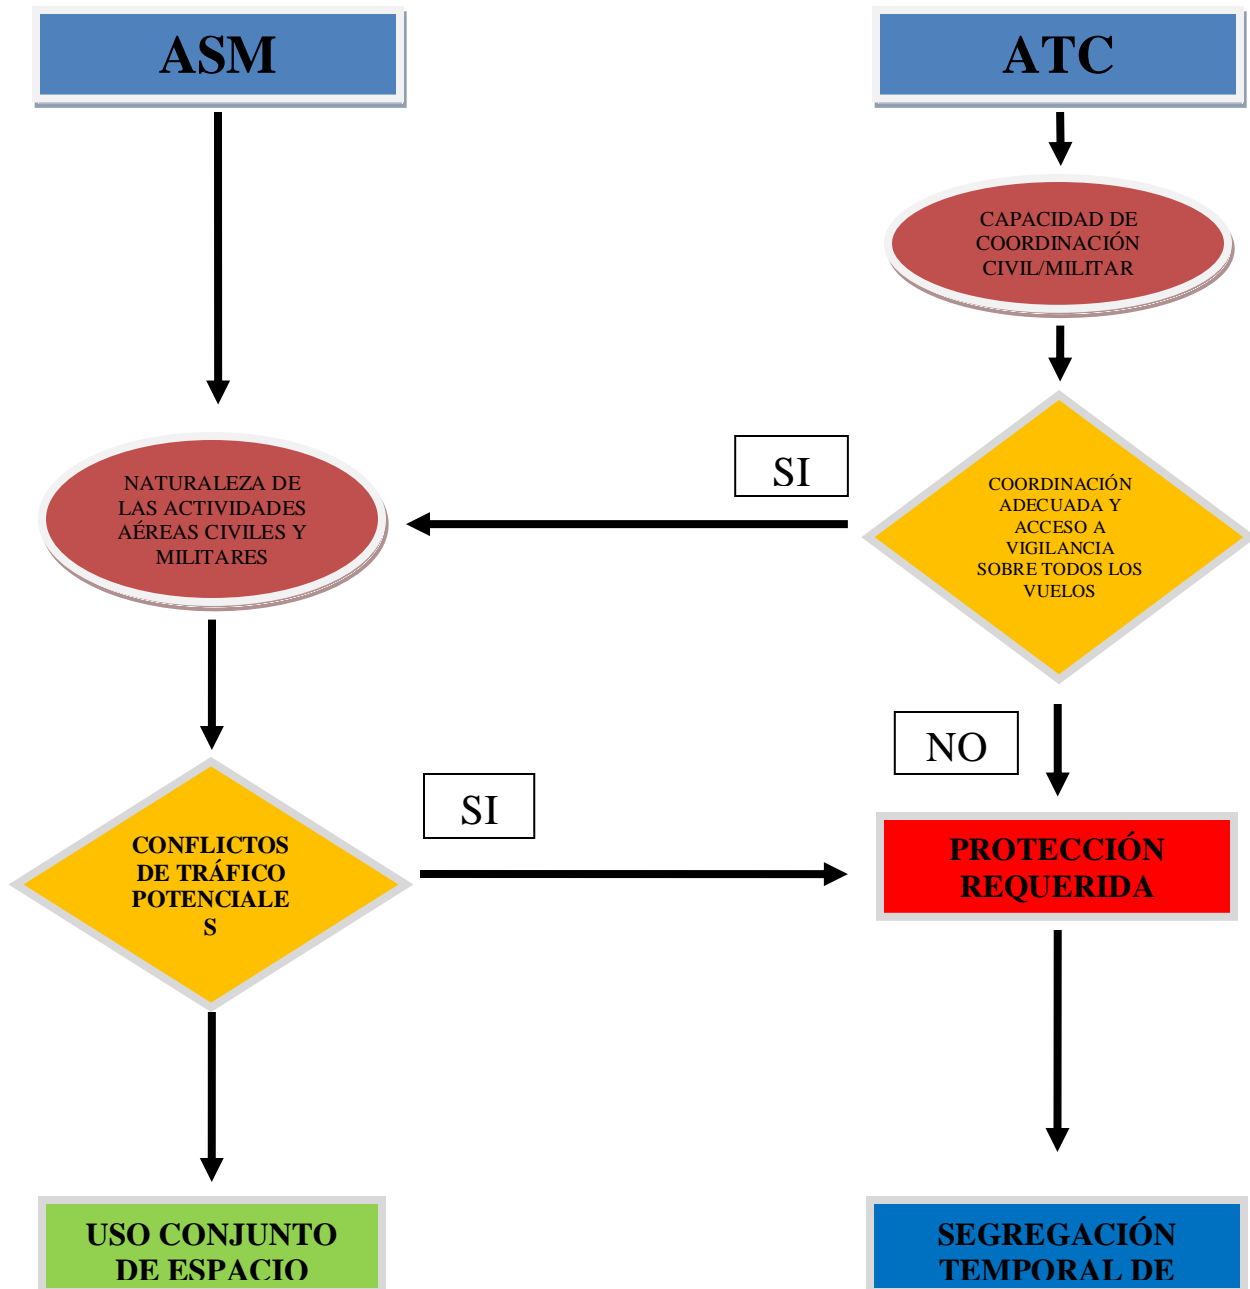 ASM
ATC
CAPACIDAD DE
COORDINACIÓN
CIVIL/MILITAR
SI
NATURALEZA DE
LAS ACTIVIDADES
AÉREAS CIVILES Y
MILITARES
COORDINACIÓN
ADECUADA Y
ACCESO A
VIGILANCIA
SOBRE TODOS LOS
VUELOS
NO
SI
CONFLICTOS
DE TRÁFICO
POTENCIALE
S
PROTECCIÓN
REQUERIDA
USO CONJUNTO
DE ESPACIO
SEGREGACIÓN
TEMPORAL DE